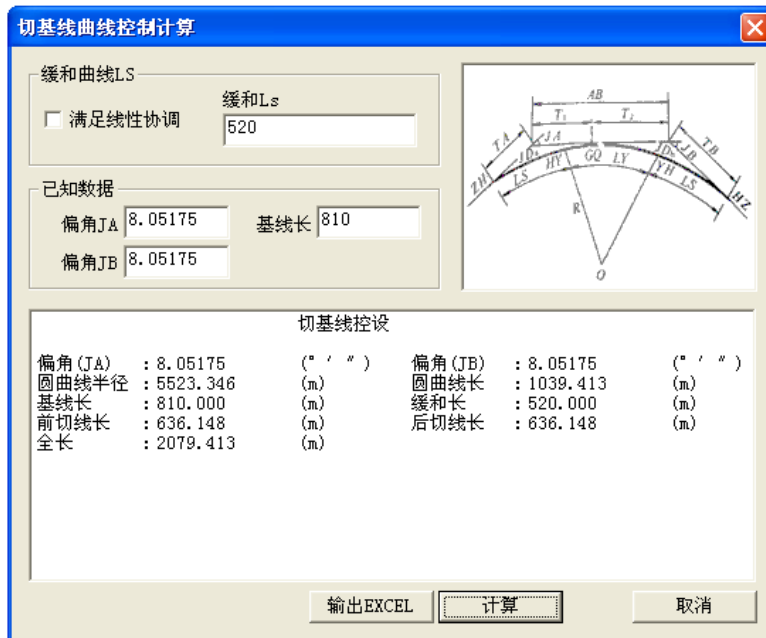 切基线曲线控制计算
缓和曲线LS
满足线性协调
缓和Ls
520
已知数据
偏角JA 8.05175
基线长 810
偏角JB 8.05175
AB
T₁ T₂
TA JA JB TB
ZH LS HY GQ LY YH LS HZ
R
O
切基线控设
偏角(JA) :8.05175 (° ′ ″) 偏角(JB) :8.05175 (° ′ ″)
圆曲线半径 :5523.346 (m) 圆曲线长 :1039.413 (m)
基线长 :810.000 (m) 缓和长 :520.000 (m)
前切线长 :636.148 (m) 后切线长 :636.148 (m)
全长 :2079.413 (m)
输出EXCEL 计算 取消